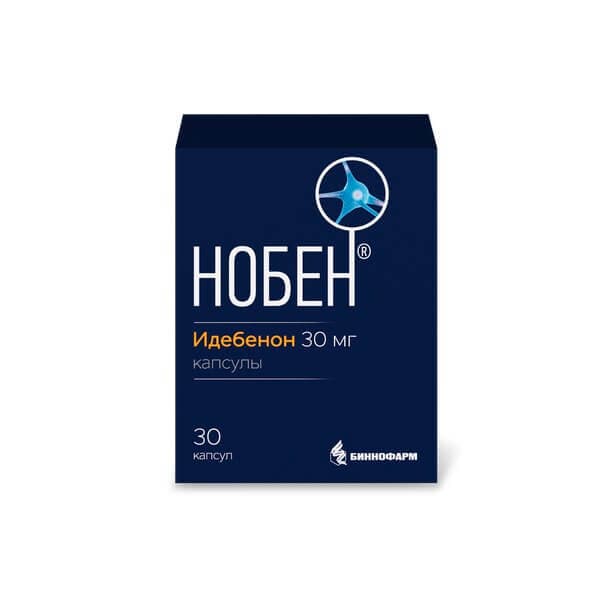 НОБЕН®
Идебенон 30 мг
капсулы
30
капсул
БИННОФАРМ